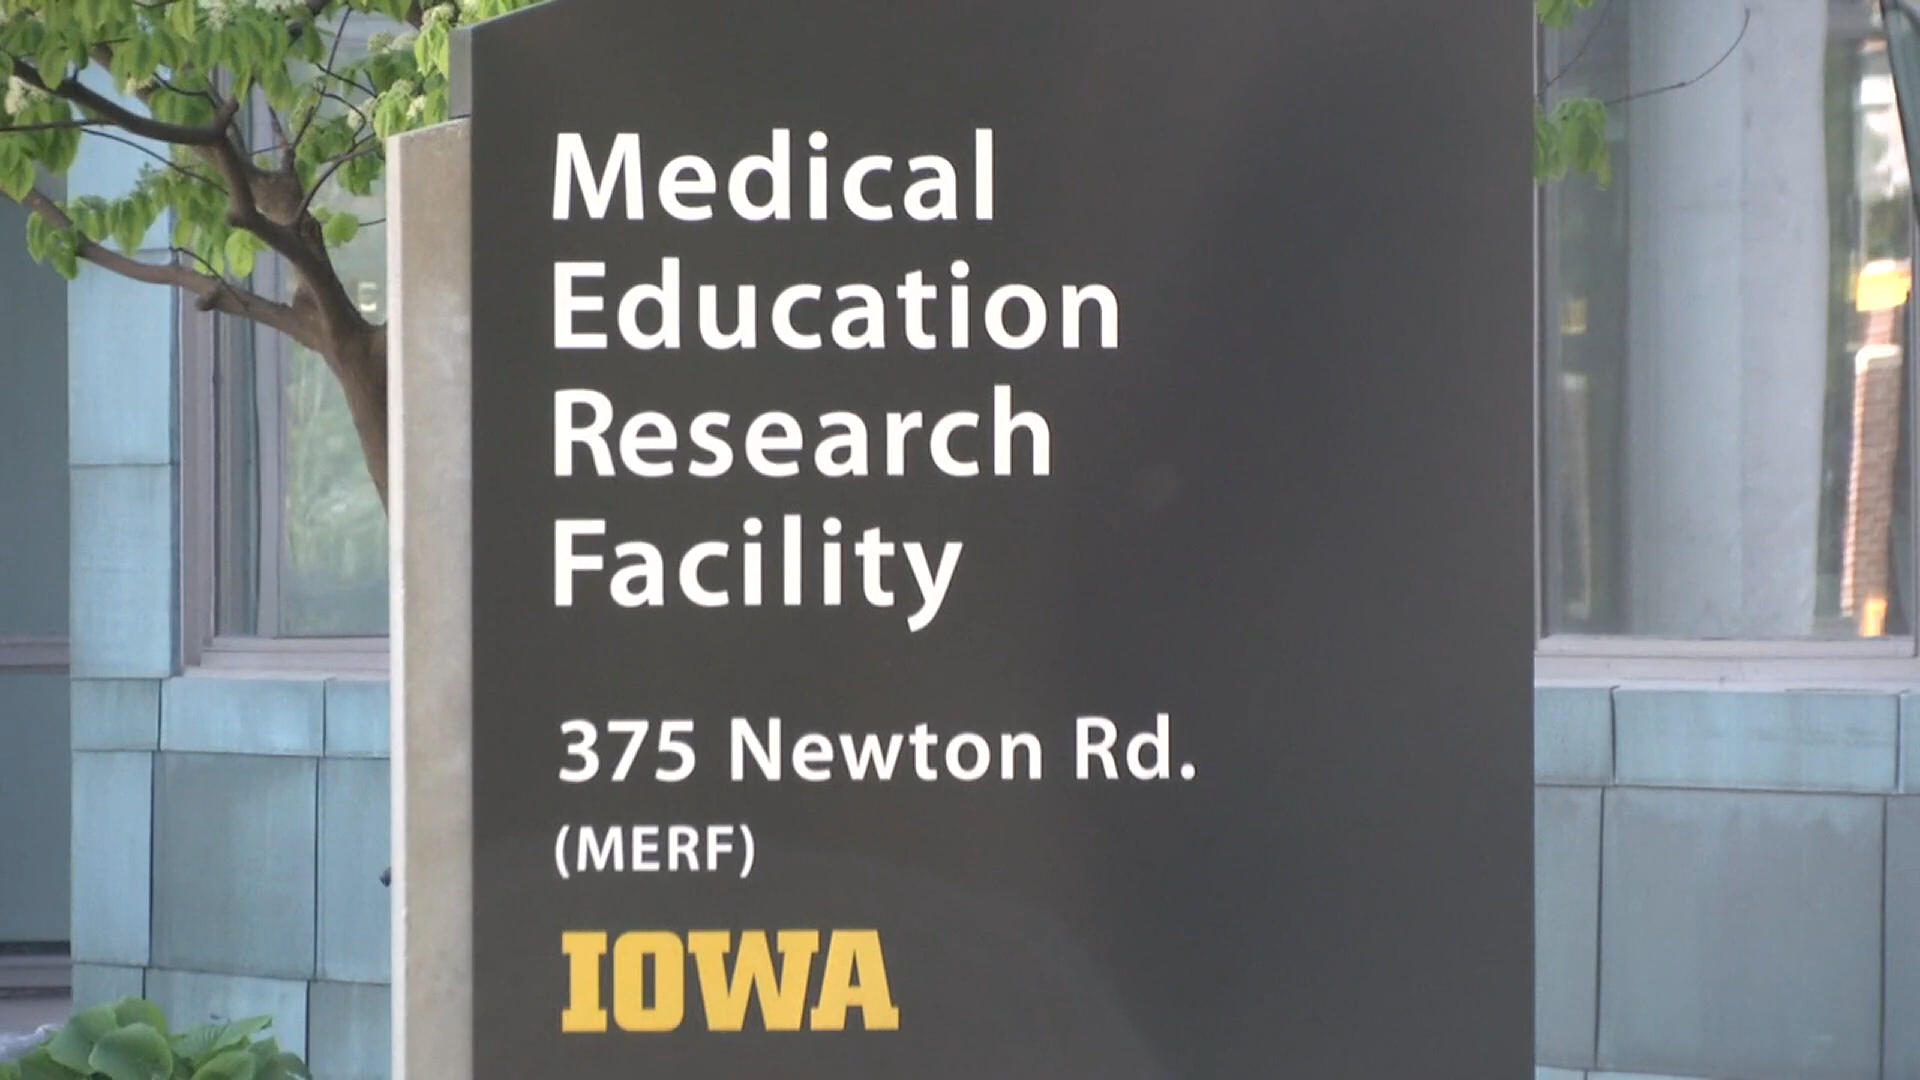 Medical
Education
Research
Facility
375 Newton Rd.
(MERF)
IOWA